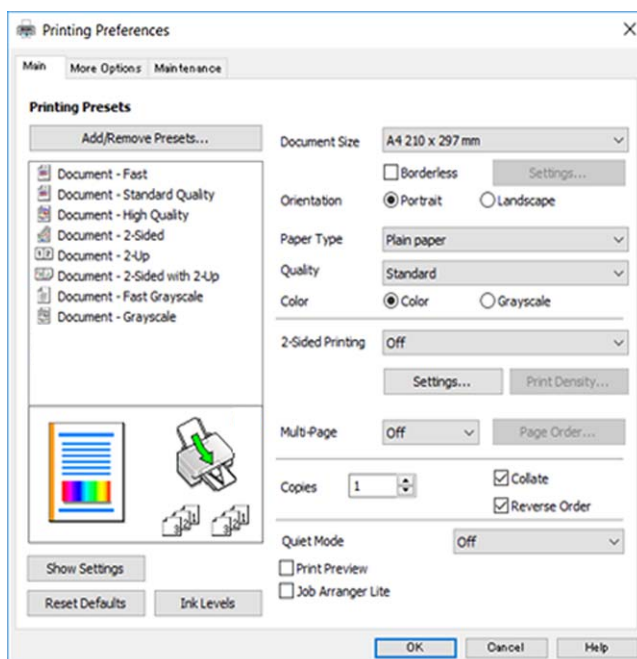 Printing Preferences
Main More Options Maintenance
Printing Presets
Add/Remove Presets...
Document - Fast
Document - Standard Quality
Document - High Quality
Document - 2-Sided
Document - 2-Up
Document - 2-Sided with 2-Up
Document - Fast Grayscale
Document - Grayscale
Show Settings
Reset Defaults Ink Levels
Document Size A4 210 x 297 mm
Borderless Settings...
Orientation Portrait Landscape
Paper Type Plain paper
Quality Standard
Color Color Grayscale
2-Sided Printing Off
Settings... Print Density...
Multi-Page Off Page Order...
Copies 1 Collate
Reverse Order
Quiet Mode Off
Print Preview
Job Arranger Lite
OK Cancel Help